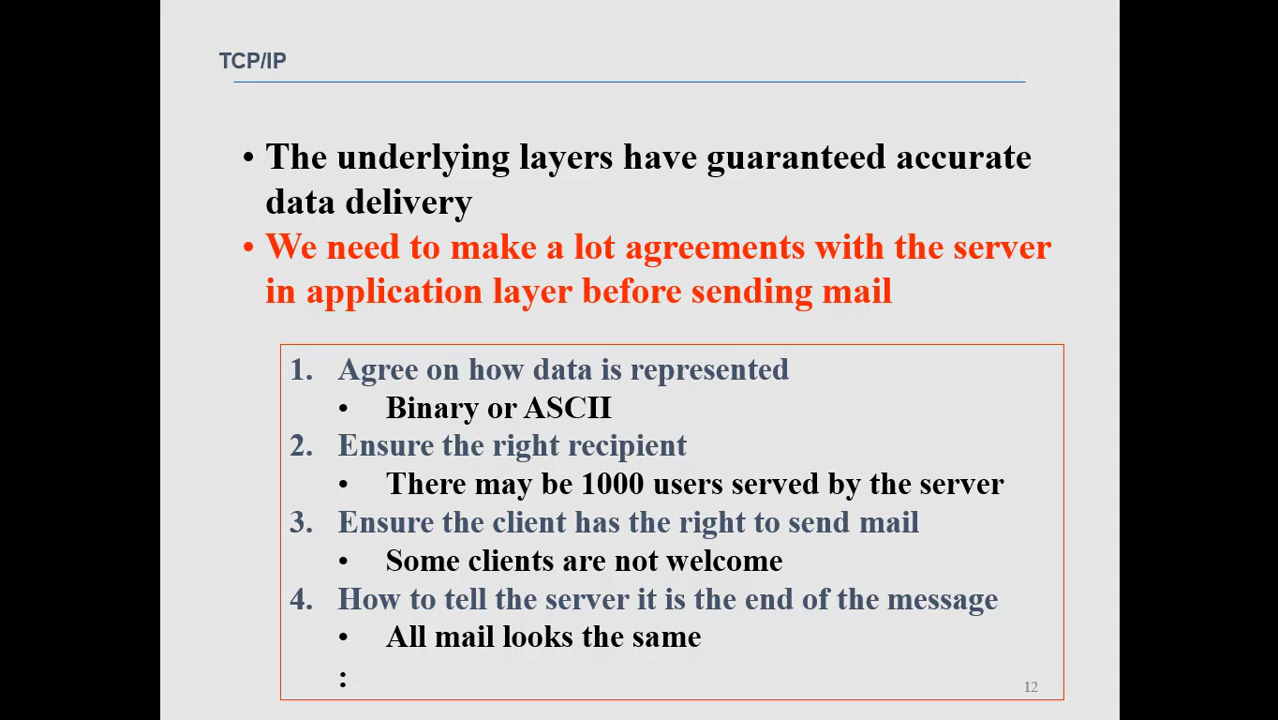 TCP/IP
• The underlying layers have guaranteed accurate
data delivery
• We need to make a lot agreements with the server
in application layer before sending mail
1. Agree on how data is represented
• Binary or ASCII
2. Ensure the right recipient
• There may be 1000 users served by the server
3. Ensure the client has the right to send mail
• Some clients are not welcome
4. How to tell the server it is the end of the message
• All mail looks the same
:
12